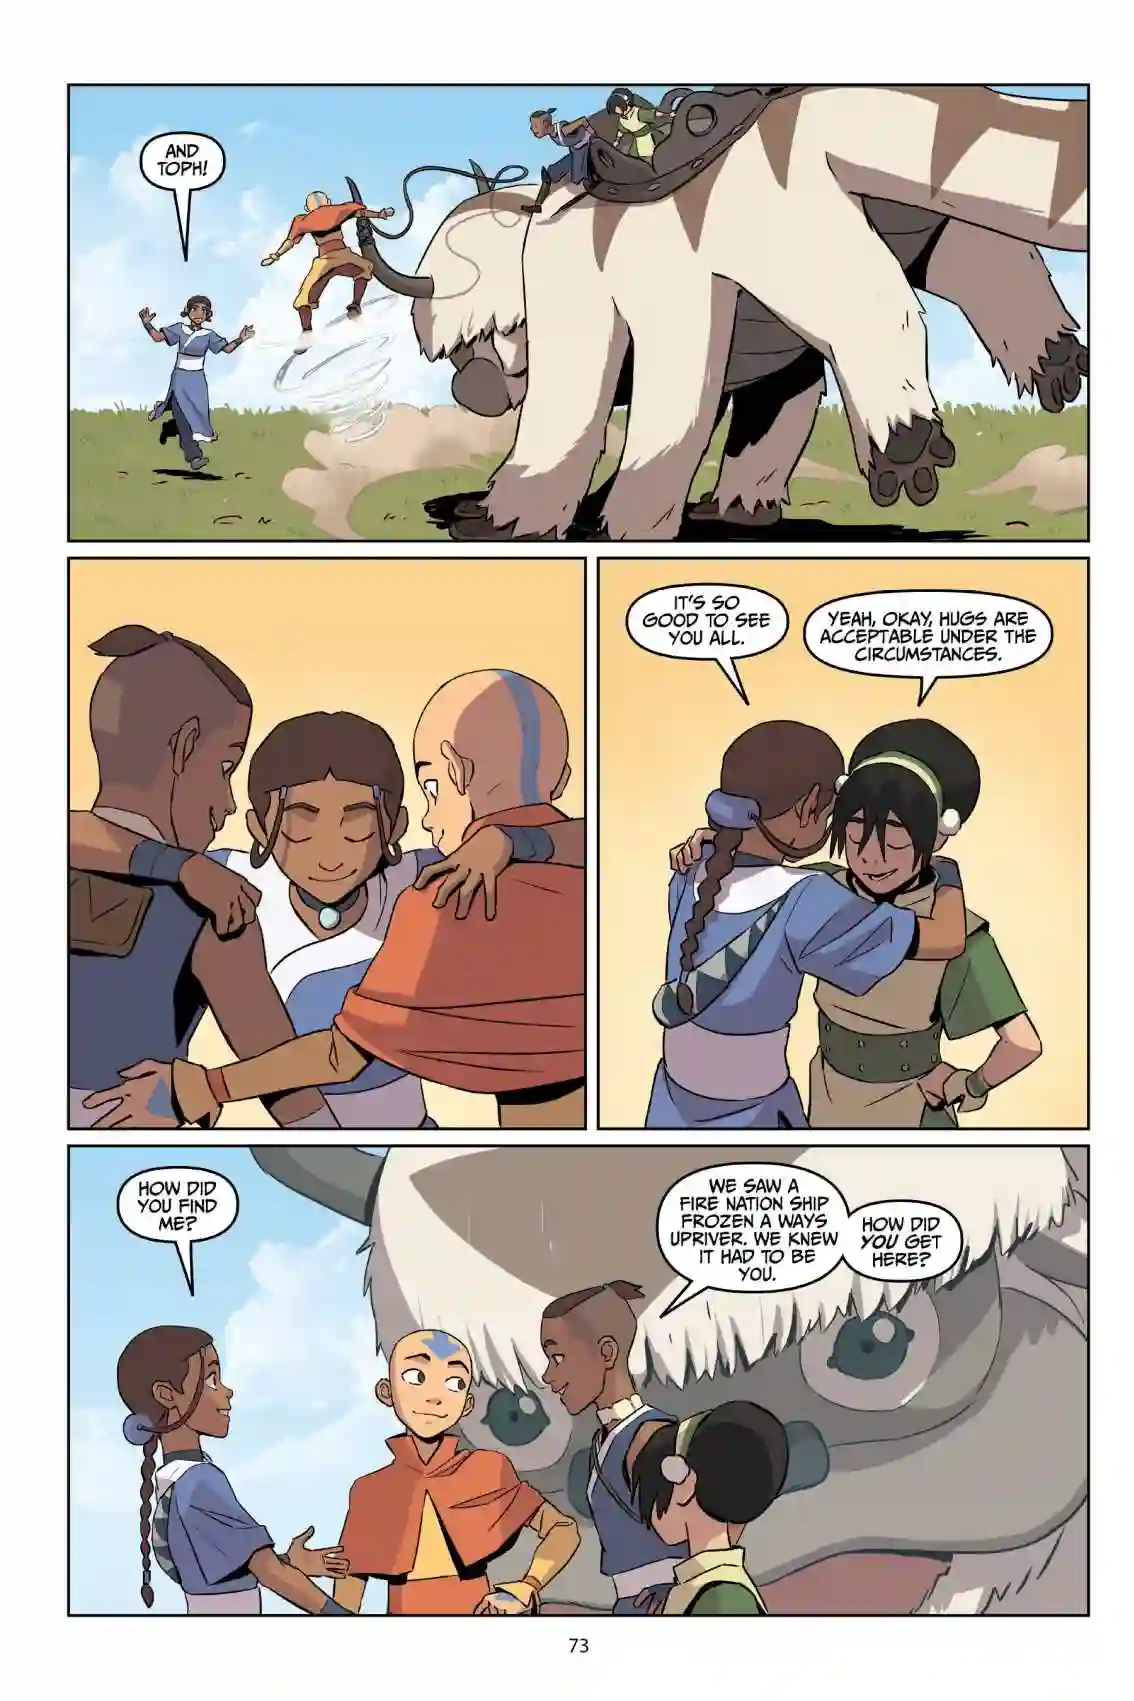 AND
TOPH!
IT'S SO
GOOD TO SEE
YOU ALL.
YEAH, OKAY, HUGS ARE
ACCEPTABLE UNDER THE
CIRCUMSTANCES.
HOW DID
YOU FIND
ME?
WE SAW A
FIRE NATION SHIP
FROZEN A WAYS
UPRIVER. WE KNEW
IT HAD TO BE
YOU.
HOW DID
YOU GET
HERE?
73